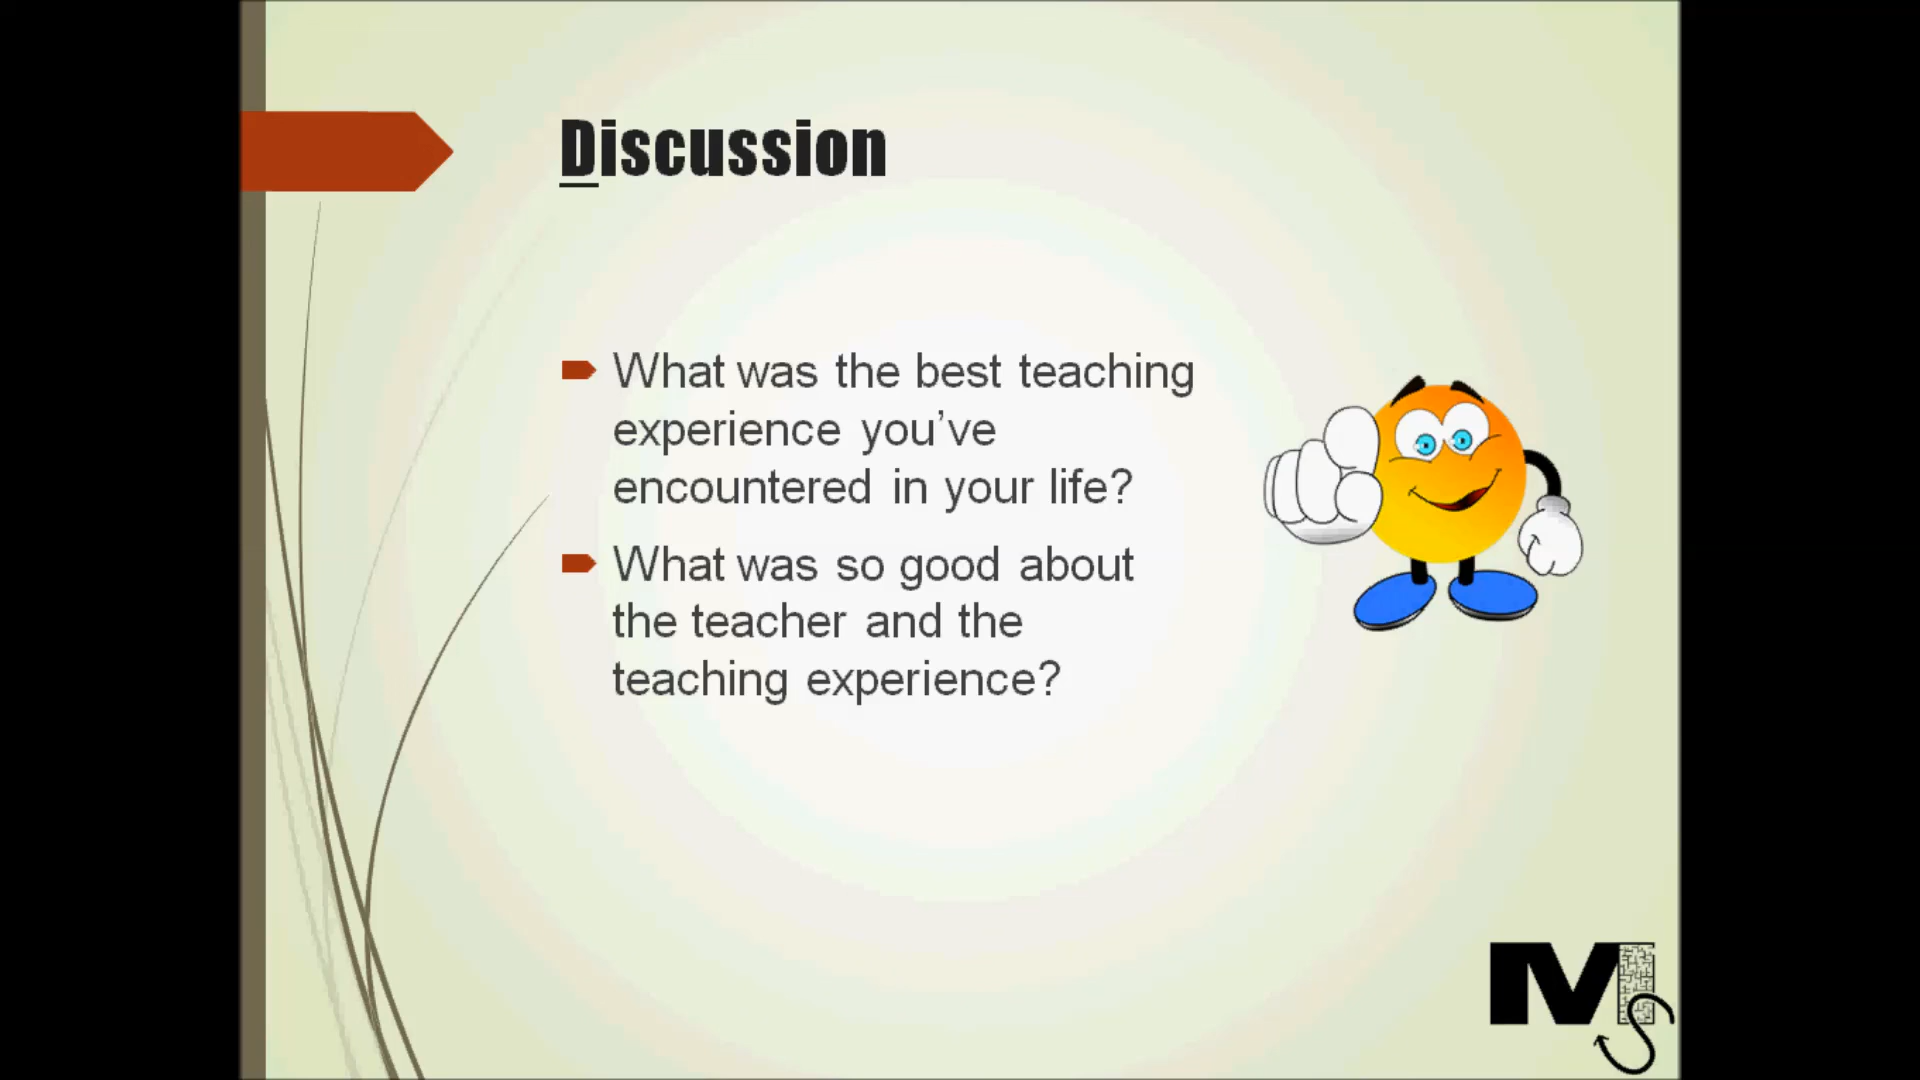 Discussion
What was the best teaching
experience you’ve
encountered in your life?
What was so good about
the teacher and the
teaching experience?
MS